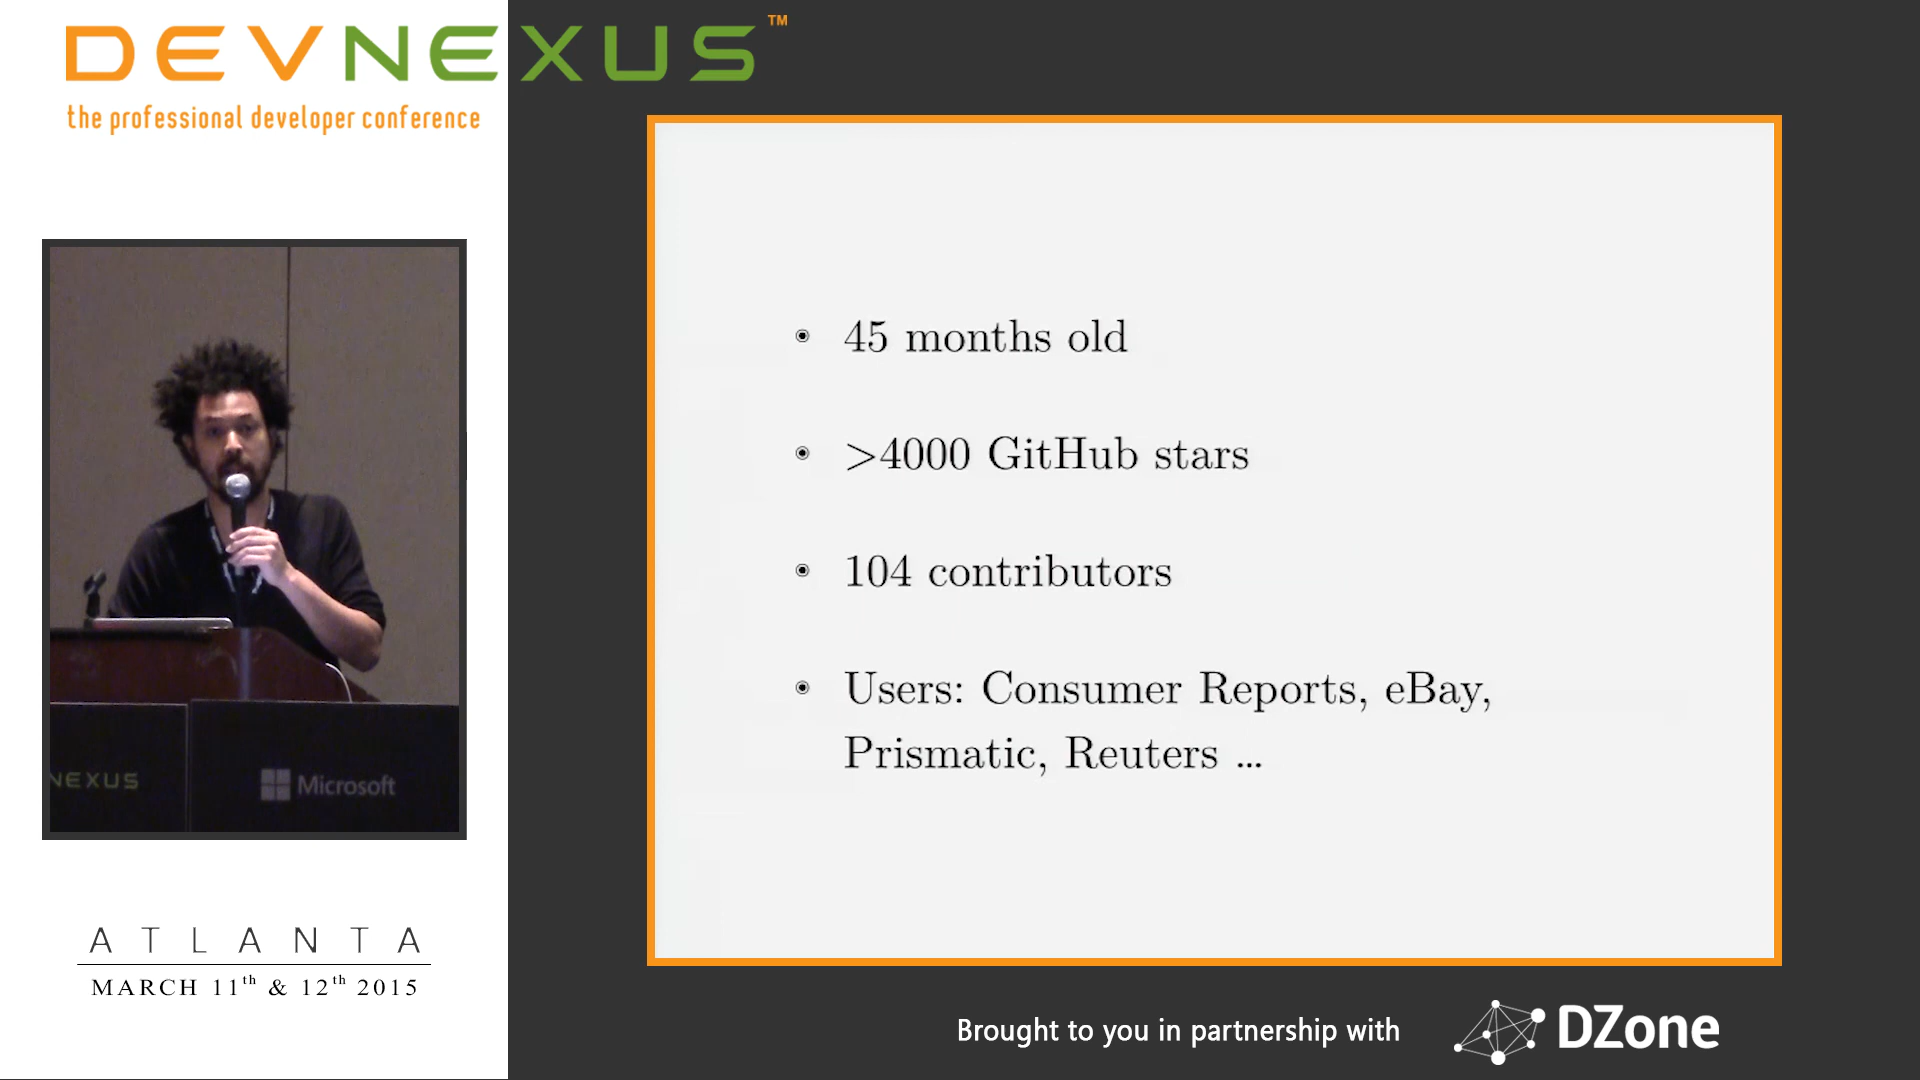 DEVNEXUS™
the professional developer conference
45 months old
>4000 GitHub stars
104 contributors
Users: Consumer Reports, eBay,
Prismatic, Reuters ...
NEXUS
Microsoft
ATLANTA
MARCH 11th & 12th 2015
Brought to you in partnership with
DZone